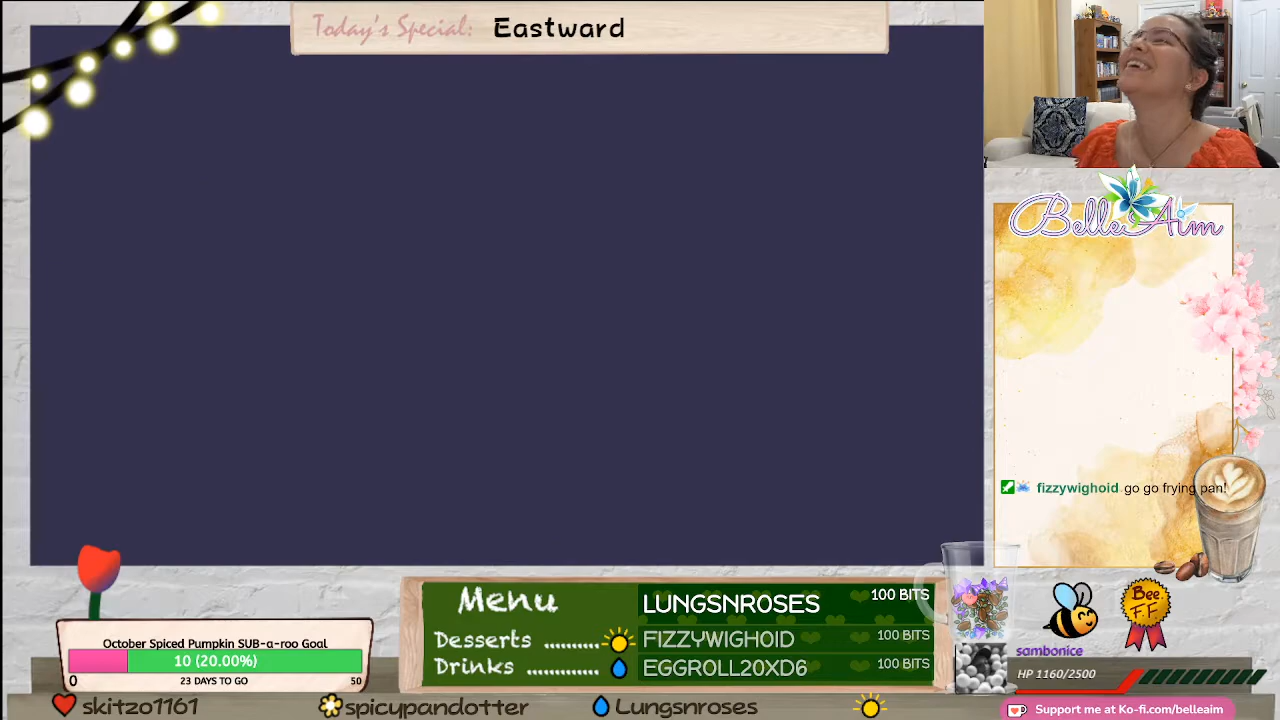 Today's Special: Eastward
BelleAim
fizzywighoid go go frying pan!
Menu
Desserts ..........
Drinks .............
LUNGSNR0SES 100 BITS
FIZZYWIGHOID 100 BITS
EGGROLL20XD6 100 BITS
Bee
F.F
sambonice
HP 1160/2500
October Spiced Pumpkin SUB-a-roo Goal
10 (20.00%)
0 23 DAYS TO GO 50
skitzo1161 spicypandotter Lungsnroses
Support me at Ko-fi.com/belleaim